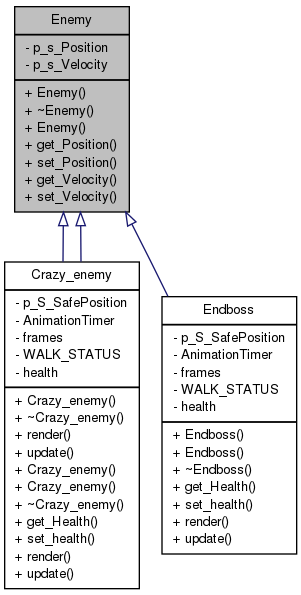 Enemy
- p_s_Position
- p_s_Velocity
+ Enemy()
+ ~Enemy()
+ Enemy()
+ get_Position()
+ set_Position()
+ get_Velocity()
+ set_Velocity()
Crazy_enemy
- p_S_SafePosition
- AnimationTimer
- frames
- WALK_STATUS
- health
+ Crazy_enemy()
+ ~Crazy_enemy()
+ render()
+ update()
+ Crazy_enemy()
+ Crazy_enemy()
+ ~Crazy_enemy()
+ get_Health()
+ set_health()
+ render()
+ update()
Endboss
- p_S_SafePosition
- AnimationTimer
- frames
- WALK_STATUS
- health
+ Endboss()
+ Endboss()
+ ~Endboss()
+ get_Health()
+ set_health()
+ render()
+ update()